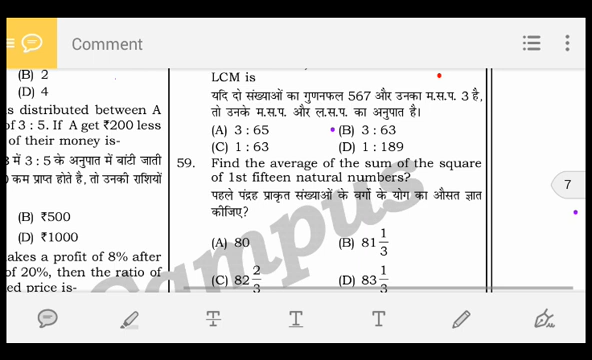 Comment
(B) 2
(D) 4
s distributed between A
of 3 : 5. If A get ₹200 less
of their money is-
में 3 : 5 के अनुपात में बांटी जाती
कम प्राप्त होते है, तो उनकी राशियों
(B) ₹500
(D) ₹1000
akes a profit of 8% after
of 20%, then the ratio of
ed price is-
LCM is
यदि दो संख्याओं का गुणनफल 567 और उनका म.स.प. 3 है,
तो उनके म.स.प. और ल.स.प. का अनुपात है।
(A) 3 : 65 (B) 3 : 63
(C) 1 : 63 (D) 1 : 189
59. Find the average of the sum of the square
of 1st fifteen natural numbers?
पहले पंद्रह प्राकृत संख्याओं के वर्गो के योग का औसत ज्ञात
कीजिए?
(A) 80 (B) 81 1/3
(C) 82 2/3 (D) 83 1/3
7
Campus
T T T